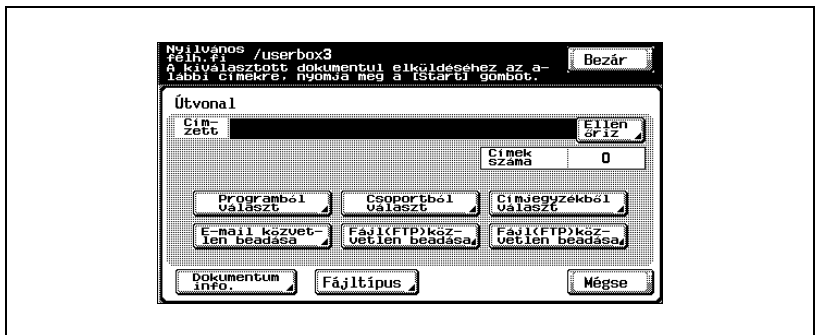 Nyilvános
félh.fi /userbox3
A kiválasztott dokumentul elküldéséhez az a-
lábbi címekre, nyomja meg a [Start] gombot.
Bezár
Útvonal
Cím-
zett
Ellen
őriz
Címek
száma 0
Programból
választ
Csoportból
választ
Címjegyzékből
választ
E-mail közvet-
len beadása
Fájl(FTP)köz-
vetlen beadása
Fájl(FTP)köz-
vetlen beadása
Dokumentum
info.
Fájltípus
Mégse